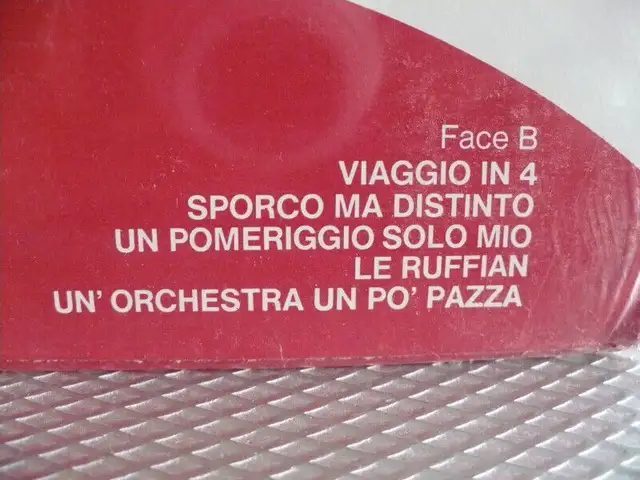 Face B
VIAGGIO IN 4
SPORCO MA DISTINTO
UN POMERIGGIO SOLO MIO
LE RUFFIAN
UN' ORCHESTRA UN PO' PAZZA